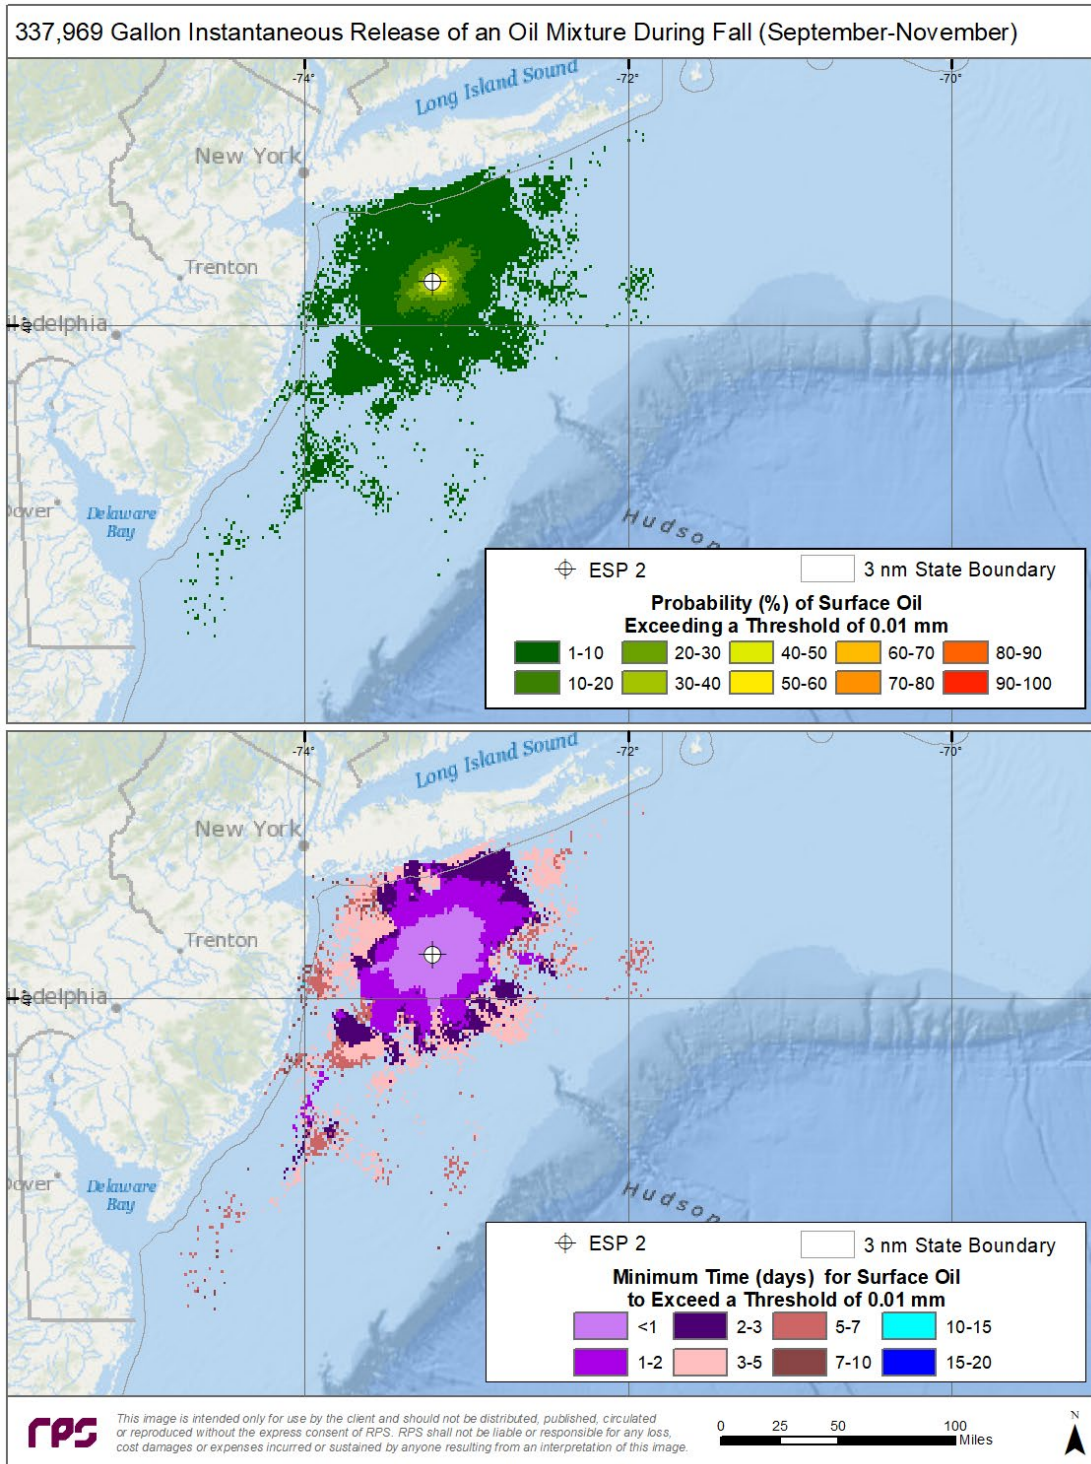 337,969 Gallon Instantaneous Release of an Oil Mixture During Fall (September-November)
-74°
-72°
-70°
Long Island Sound
New York
Trenton
iladelphia
40
Dover
Delaware
Bay
Hudson
ESP 2
3 nm State Boundary
Probability (%) of Surface Oil
Exceeding a Threshold of 0.01 mm
1-10
20-30
40-50
60-70
80-90
10-20
30-40
50-60
70-80
90-100
-74°
-72°
-70°
Long Island Sound
New York
Trenton
iladelphia
40
Dover
Delaware
Bay
Hudson
ESP 2
3 nm State Boundary
Minimum Time (days) for Surface Oil
to Exceed a Threshold of 0.01 mm
<1
2-3
5-7
10-15
1-2
3-5
7-10
15-20
rps
This image is intended only for use by the client and should not be distributed, published, circulated
or reproduced without the express consent of RPS. RPS shall not be liable or responsible for any loss,
cost damages or expenses incurred or sustained by anyone resulting from an interpretation of this image.
0 25 50 100
Miles
N